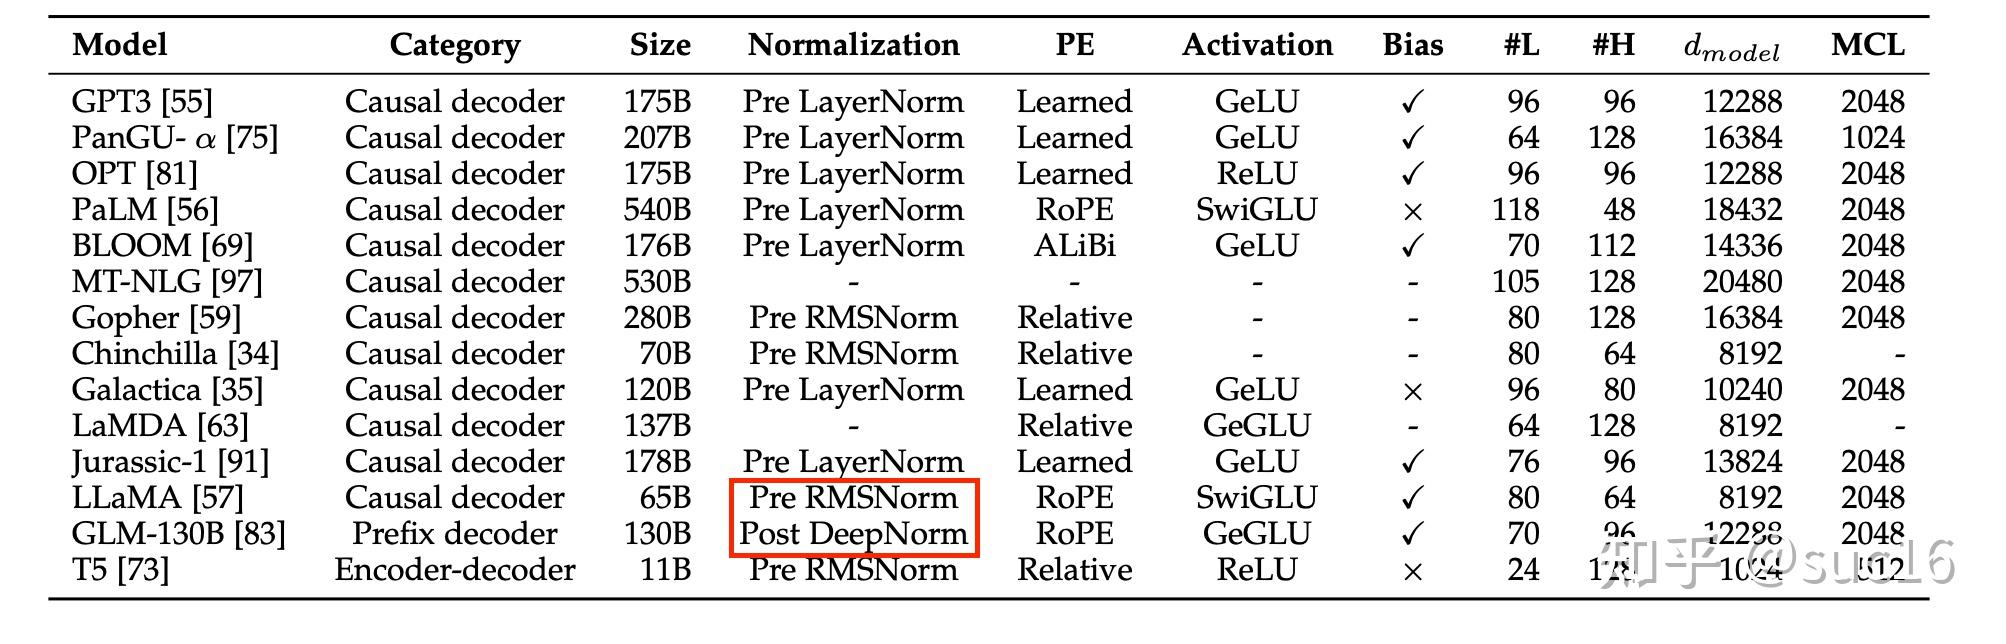 Model Category Size Normalization PE Activation Bias #L #H d_model MCL
GPT3 [55] Causal decoder 175B Pre LayerNorm Learned GeLU ✓ 96 96 12288 2048
PanGU- α [75] Causal decoder 207B Pre LayerNorm Learned GeLU ✓ 64 128 16384 1024
OPT [81] Causal decoder 175B Pre LayerNorm Learned ReLU ✓ 96 96 12288 2048
PaLM [56] Causal decoder 540B Pre LayerNorm RoPE SwiGLU × 118 48 18432 2048
BLOOM [69] Causal decoder 176B Pre LayerNorm ALiBi GeLU ✓ 70 112 14336 2048
MT-NLG [97] Causal decoder 530B - - - - 105 128 20480 2048
Gopher [59] Causal decoder 280B Pre RMSNorm Relative - - 80 128 16384 2048
Chinchilla [34] Causal decoder 70B Pre RMSNorm Relative - - 80 64 8192 -
Galactica [35] Causal decoder 120B Pre LayerNorm Learned GeLU × 96 80 10240 2048
LaMDA [63] Causal decoder 137B - Relative GeGLU - 64 128 8192 -
Jurassic-1 [91] Causal decoder 178B Pre LayerNorm Learned GeLU ✓ 76 96 13824 2048
LLaMA [57] Causal decoder 65B Pre RMSNorm RoPE SwiGLU ✓ 80 64 8192 2048
GLM-130B [83] Prefix decoder 130B Post DeepNorm RoPE GeGLU ✓ 70 96 12288 2048
T5 [73] Encoder-decoder 11B Pre RMSNorm Relative ReLU × 24 128 1024 512
知乎 @suc16